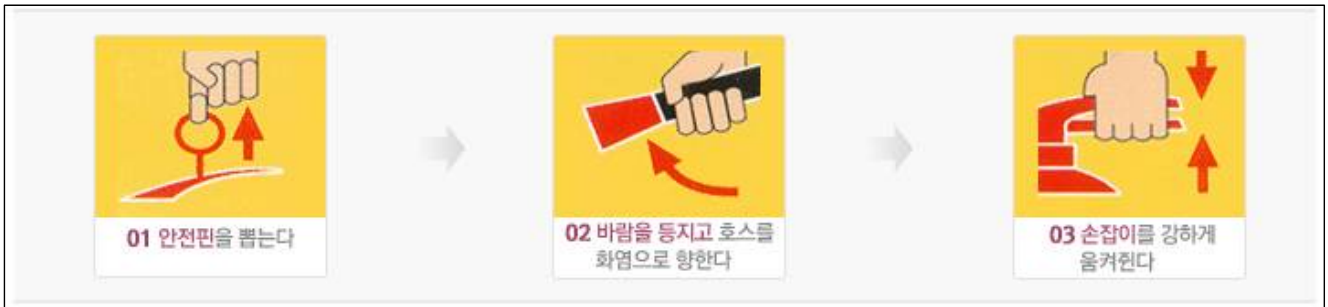 01 안전핀을 뽑는다
02 바람을 등지고 호스를
화염으로 향한다
03 손잡이를 강하게
움켜쥔다